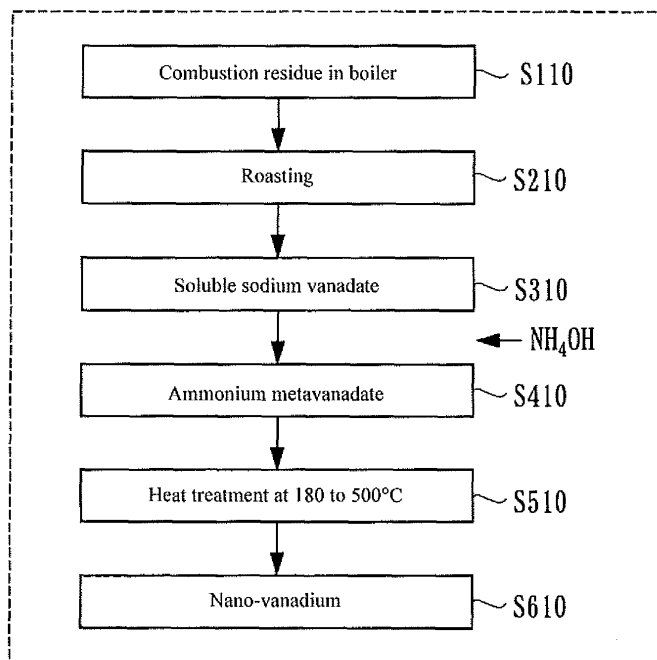 Combustion residue in boiler S110
Roasting S210
Soluble sodium vanadate S310
NH₄OH
Ammonium metavanadate S410
Heat treatment at 180 to 500°C S510
Nano-vanadium S610